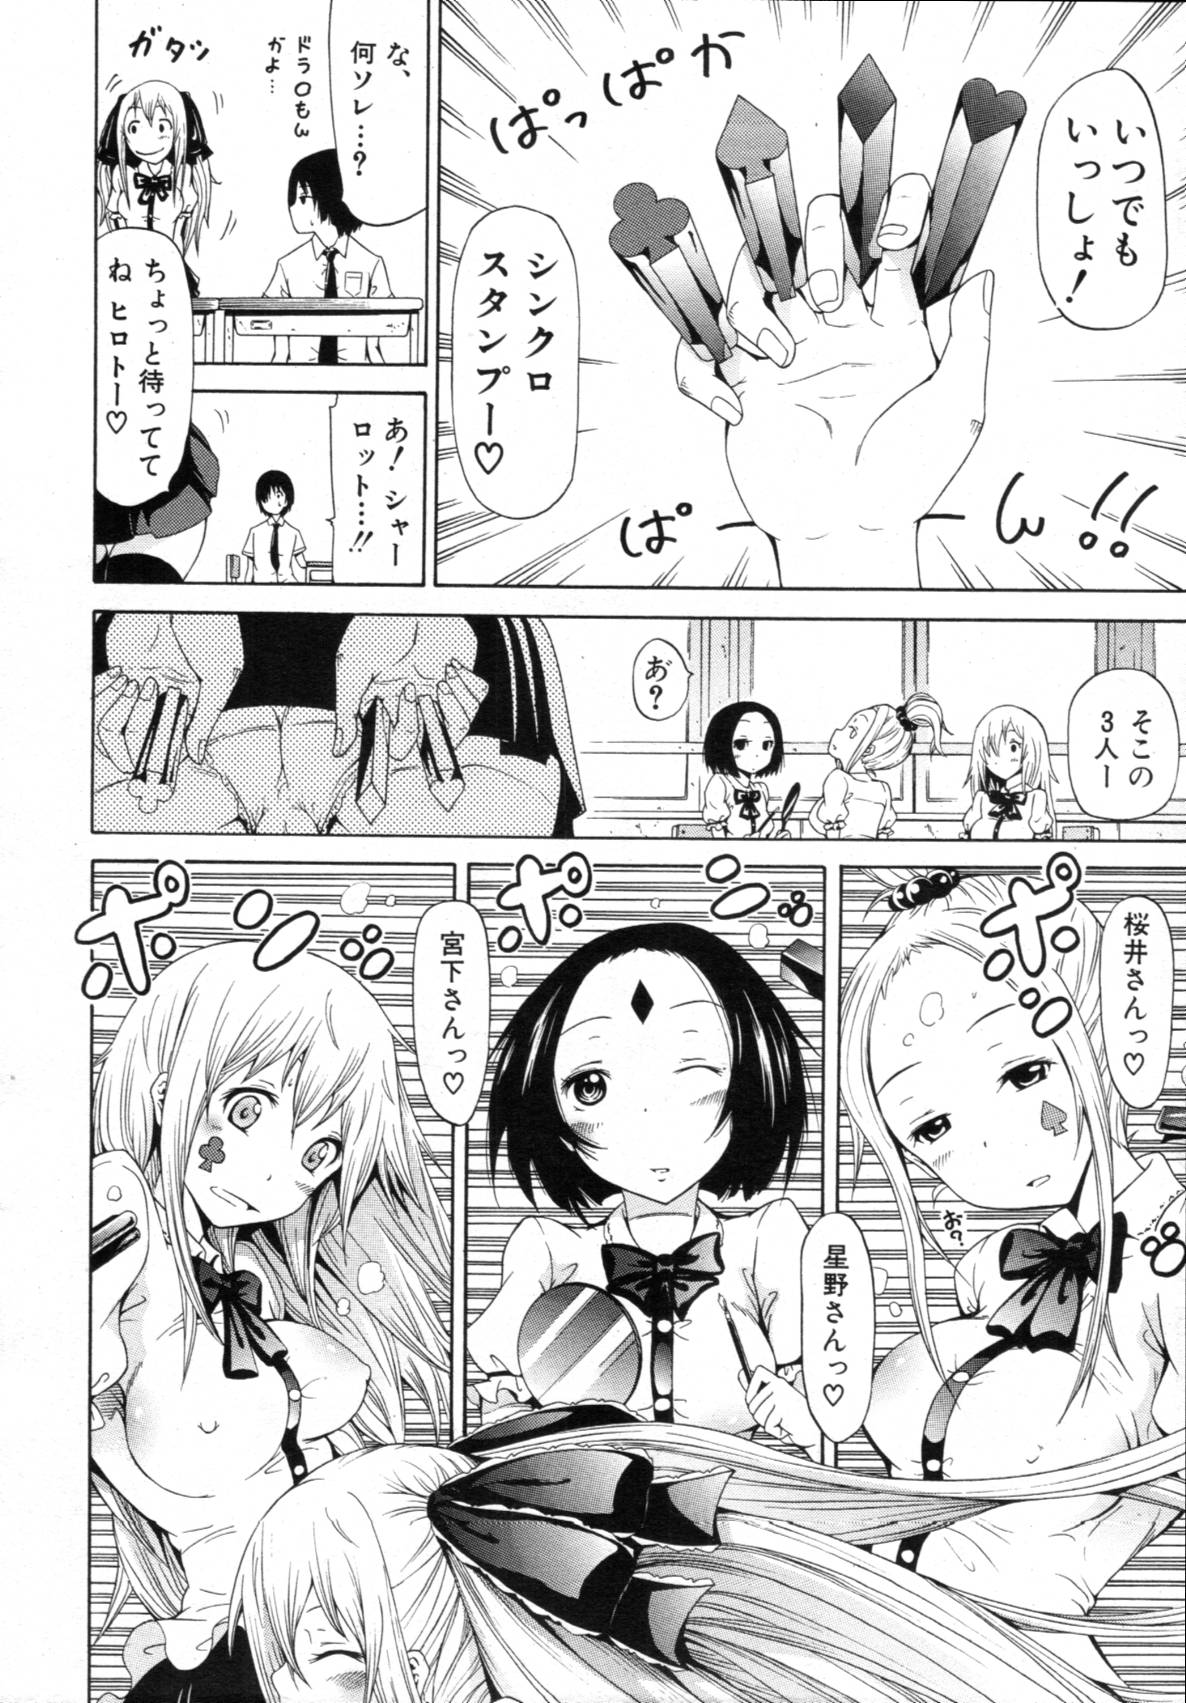 いつでも
いっしょ！
ぱっぱか
シンクロ
スタンプー♡
ぱーん!!
な、
何ソレ…？
ドラ〇もん
かよ…
ガタッ
ちょっと待ってて
ね ヒロトー♡
あ！シャー
ロット…!!
そこの
3人ー
あ？
桜井さんっ♡
ポンッ
お？
星野さんっ♡
ポンッ
宮下さんっ♡
ポンッ